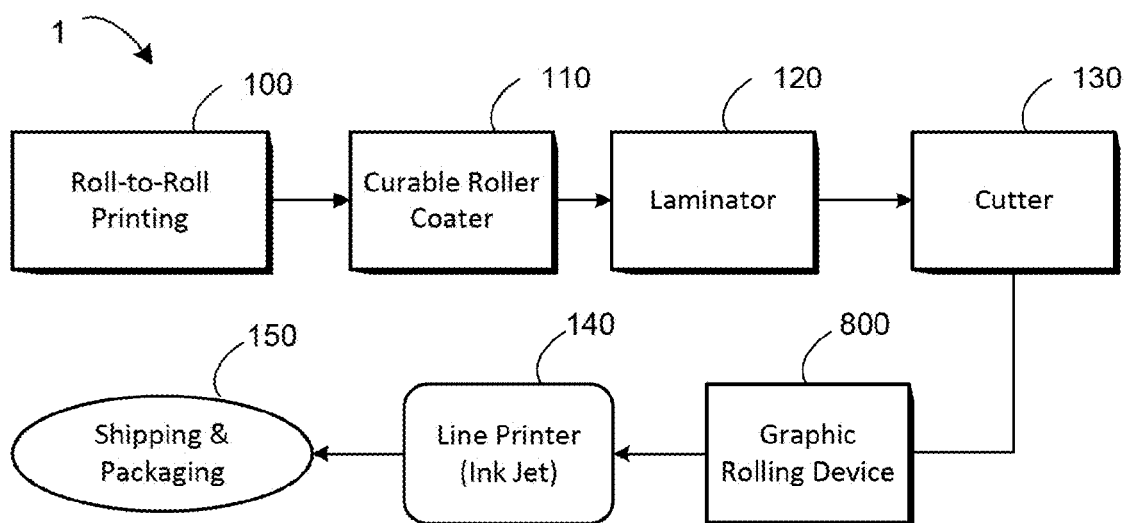 1
100
110
120
130
Roll-to-Roll
Printing
Curable Roller
Coater
Laminator
Cutter
150
140
800
Shipping &
Packaging
Line Printer
(Ink Jet)
Graphic
Rolling Device